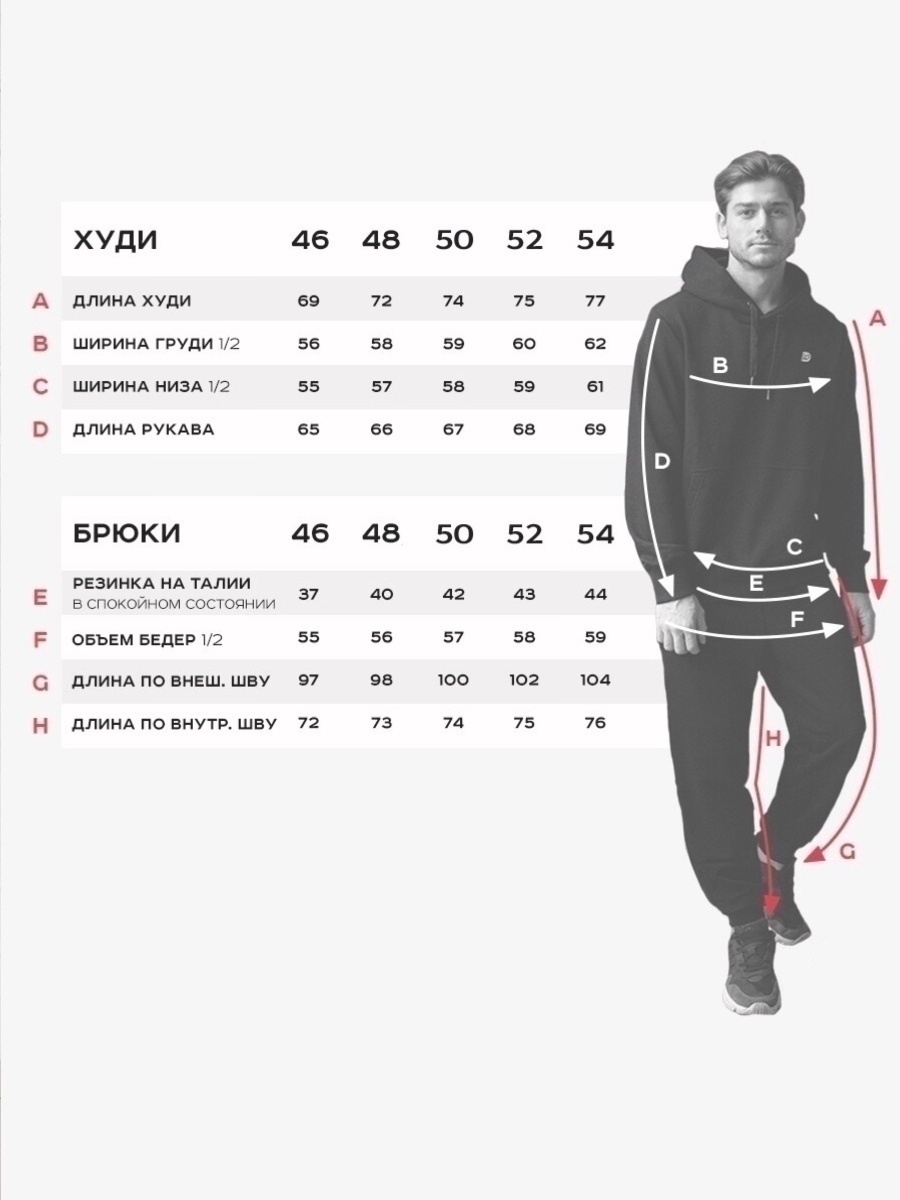 ХУДИ 46 48 50 52 54
A ДЛИНА ХУДИ 69 72 74 75 77
B ШИРИНА ГРУДИ 1/2 56 58 59 60 62
C ШИРИНА НИЗА 1/2 55 57 58 59 61
D ДЛИНА РУКАВА 65 66 67 68 69
БРЮКИ 46 48 50 52 54
E РЕЗИНКА НА ТАЛИИ 37 40 42 43 44
В СПОКОЙНОМ СОСТОЯНИИ
F ОБЪЕМ БЕДЕР 1/2 55 56 57 58 59
G ДЛИНА ПО ВНЕШ. ШВУ 97 98 100 102 104
H ДЛИНА ПО ВНУТР. ШВУ 72 73 74 75 76
A
B
D
C
E
F
H
G